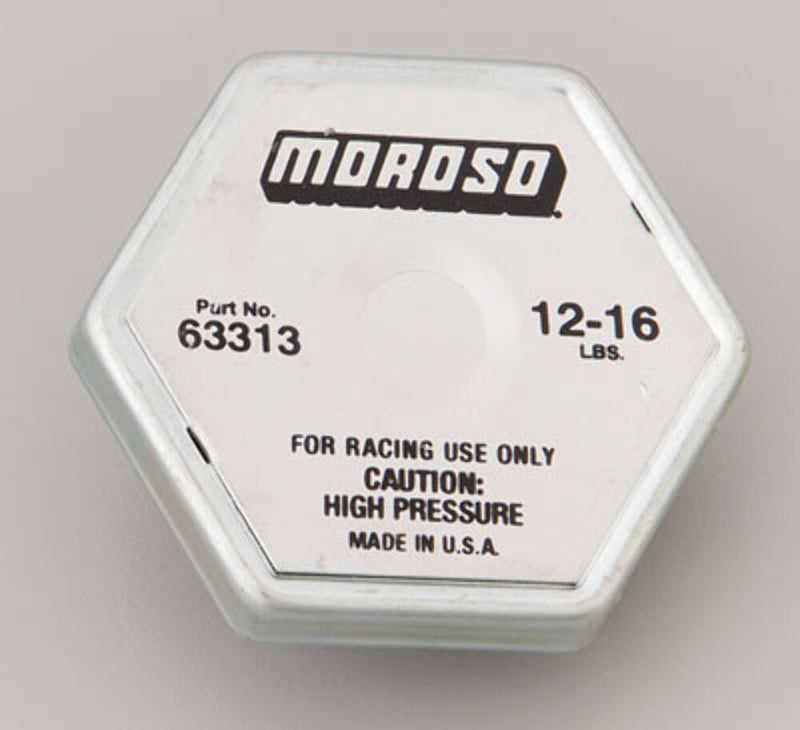 MOROSO
Part No.
63313
12-16
LBS.
FOR RACING USE ONLY
CAUTION:
HIGH PRESSURE
MADE IN U.S.A.